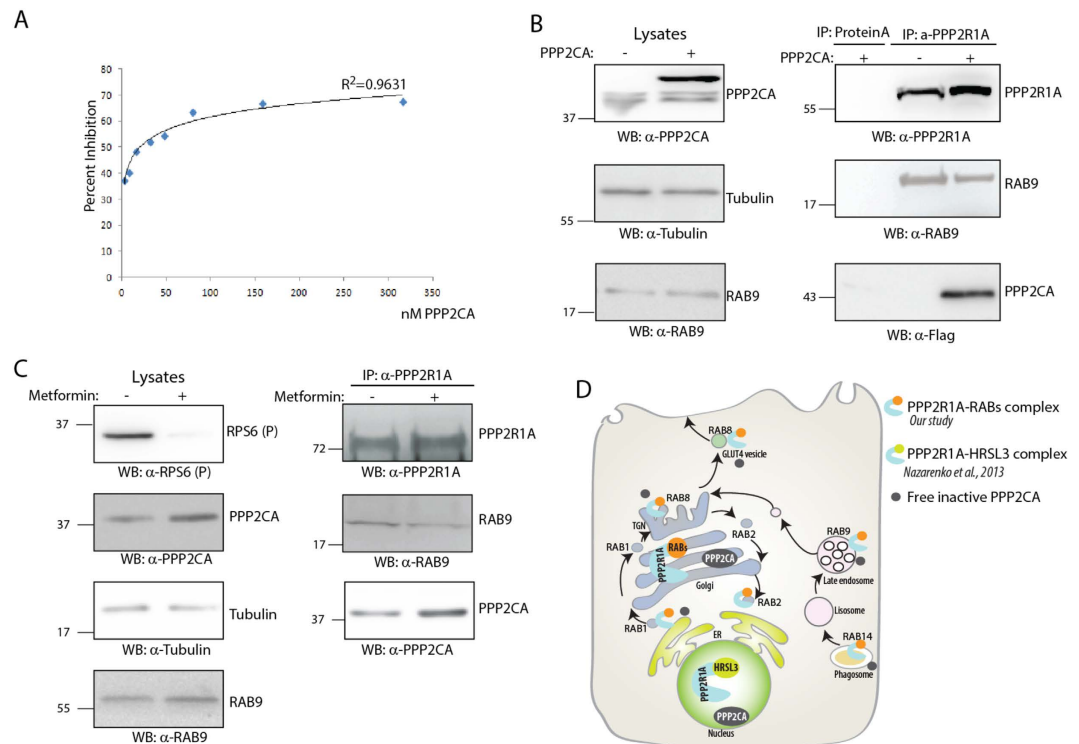 A
R²=0.9631
Percent Inhibition
80
70
60
50
40
30
20
10
0
0 50 100 150 200 250 300 350
nM PPP2CA
B
Lysates
PPP2CA: - +
37
PPP2CA
WB: α-PPP2CA
55
Tubulin
WB: α-Tubulin
17
RAB9
WB: α-RAB9
IP: ProteinA IP: a-PPP2R1A
PPP2CA: + - +
55
PPP2R1A
WB: α-PPP2R1A
17
RAB9
WB: α-RAB9
43
PPP2CA
WB: α-Flag
C
Lysates
Metformin: - +
37
RPS6 (P)
WB: α-RPS6 (P)
37
PPP2CA
WB: α-PPP2CA
17
Tubulin
WB: α-Tubulin
55
RAB9
WB: α-RAB9
IP: α-PPP2R1A
Metformin: - +
72
PPP2R1A
WB: α-PPP2R1A
17
RAB9
WB: α-RAB9
37
PPP2CA
WB: α-PPP2CA
D
RAB8
GLUT4 vesicle
RAB8
TGN
RAB1
RABs
PPP2R1A
PPP2CA
Golgi
RAB2
RAB2
RAB1
ER
HRSL3
PPP2R1A
PPP2CA
Nucleus
RAB9
Late endosome
Lisosome
RAB14
Phagosome
PPP2R1A-RABs complex
Our study
PPP2R1A-HRSL3 complex
Nazarenko et al., 2013
Free inactive PPP2CA